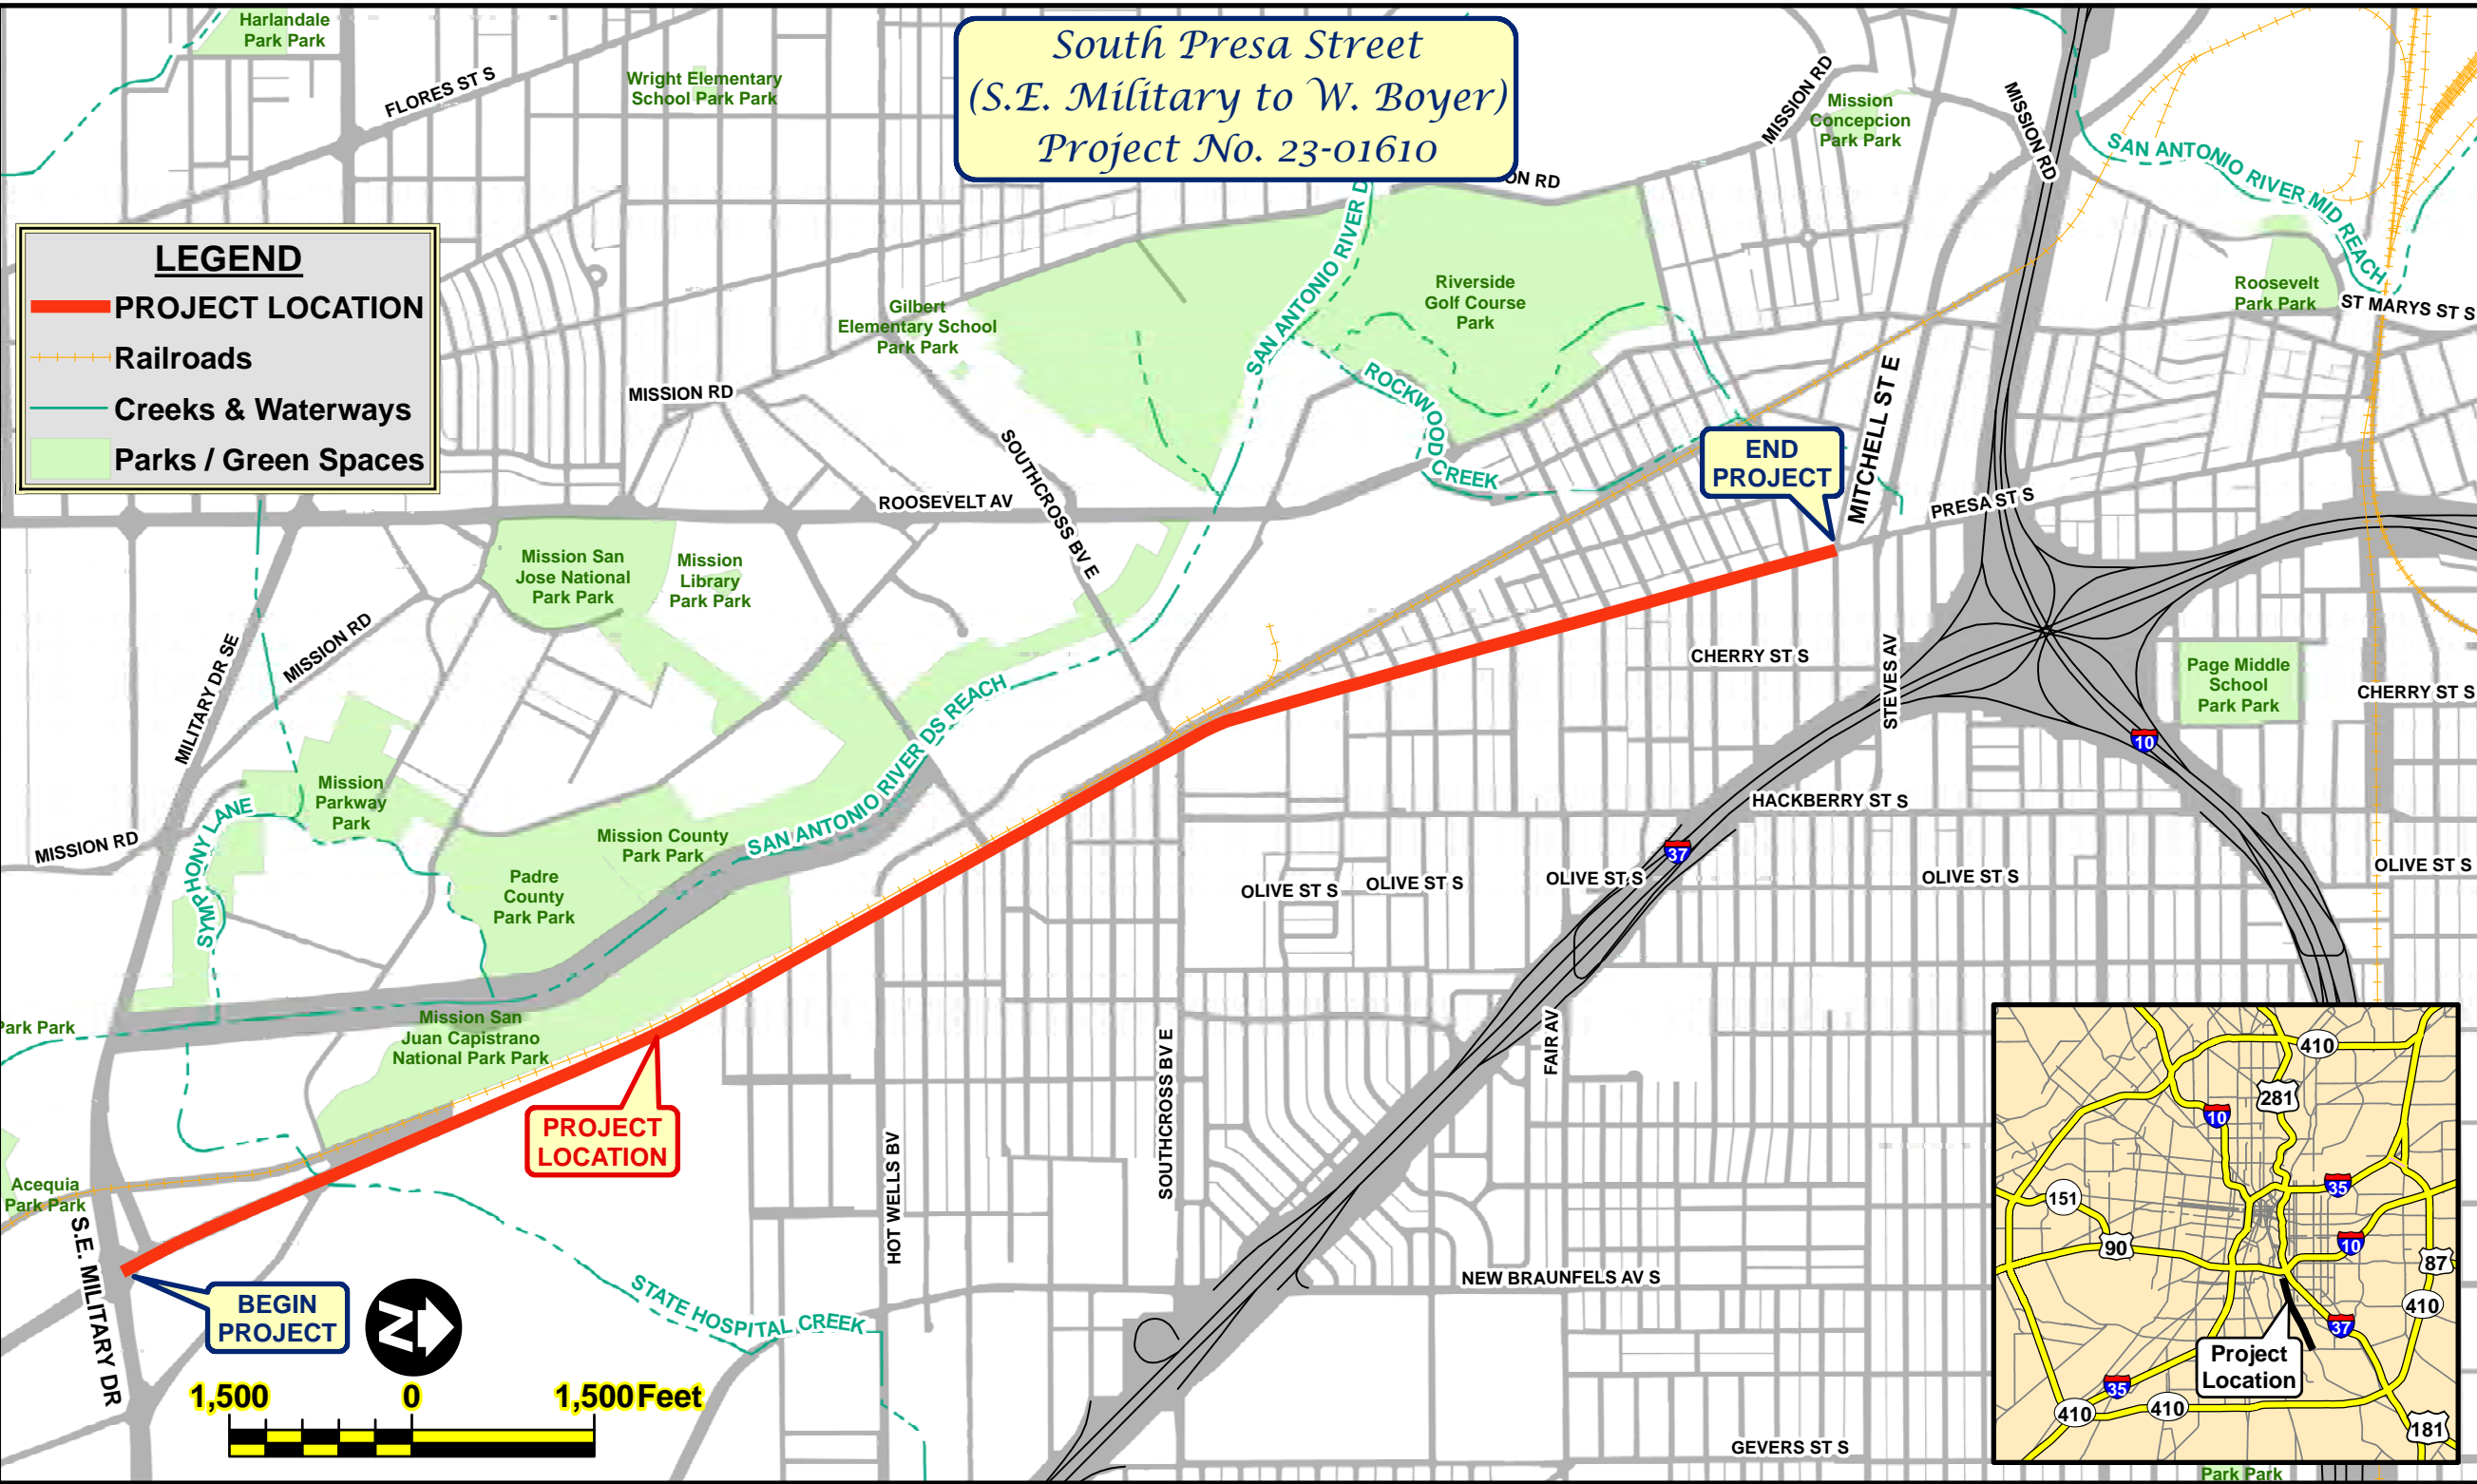 South Presa Street
(S.E. Military to W. Boyer)
Project No. 23-01610
LEGEND
PROJECT LOCATION
Railroads
Creeks & Waterways
Parks / Green Spaces
Harlandale
Park Park
FLORES ST S
Wright Elementary
School Park Park
MISSION RD
Mission
Concepcion
Park Park
MISSION RD
SAN ANTONIO RIVER MID REACH
ON RD
SAN ANTONIO RIVER D
Riverside
Golf Course
Park
Roosevelt
Park Park
ST MARYS ST S
Gilbert
Elementary School
Park Park
MISSION RD
ROCKWOOD CREEK
MITCHELL ST E
END
PROJECT
SOUTHCROSS BV E
ROOSEVELT AV
PRESA ST S
Mission San
Jose National
Park Park
Mission
Library
Park Park
MISSION RD
MILITARY DR SE
CHERRY ST S
STEVES AV
Page Middle
School
Park Park
CHERRY ST S
10
SAN ANTONIO RIVER DS REACH
Mission
Parkway
Park
SYMPHONY LANE
MISSION RD
Mission County
Park Park
HACKBERRY ST S
37
Padre
County
Park Park
OLIVE ST S
OLIVE ST S
OLIVE ST S
OLIVE ST S
OLIVE ST S
Park Park
Mission San
Juan Capistrano
National Park Park
FAIR AV
SOUTHCROSS BV E
PROJECT
LOCATION
HOT WELLS BV
Acequia
Park Park
S.E. MILITARY DR
BEGIN
PROJECT
N
STATE HOSPITAL CREEK
NEW BRAUNFELS AV S
1,500 0 1,500 Feet
GEVERS ST S
410
281
10
35
151
90
10
87
410
37
Project
Location
35
410
410
181
Park Park